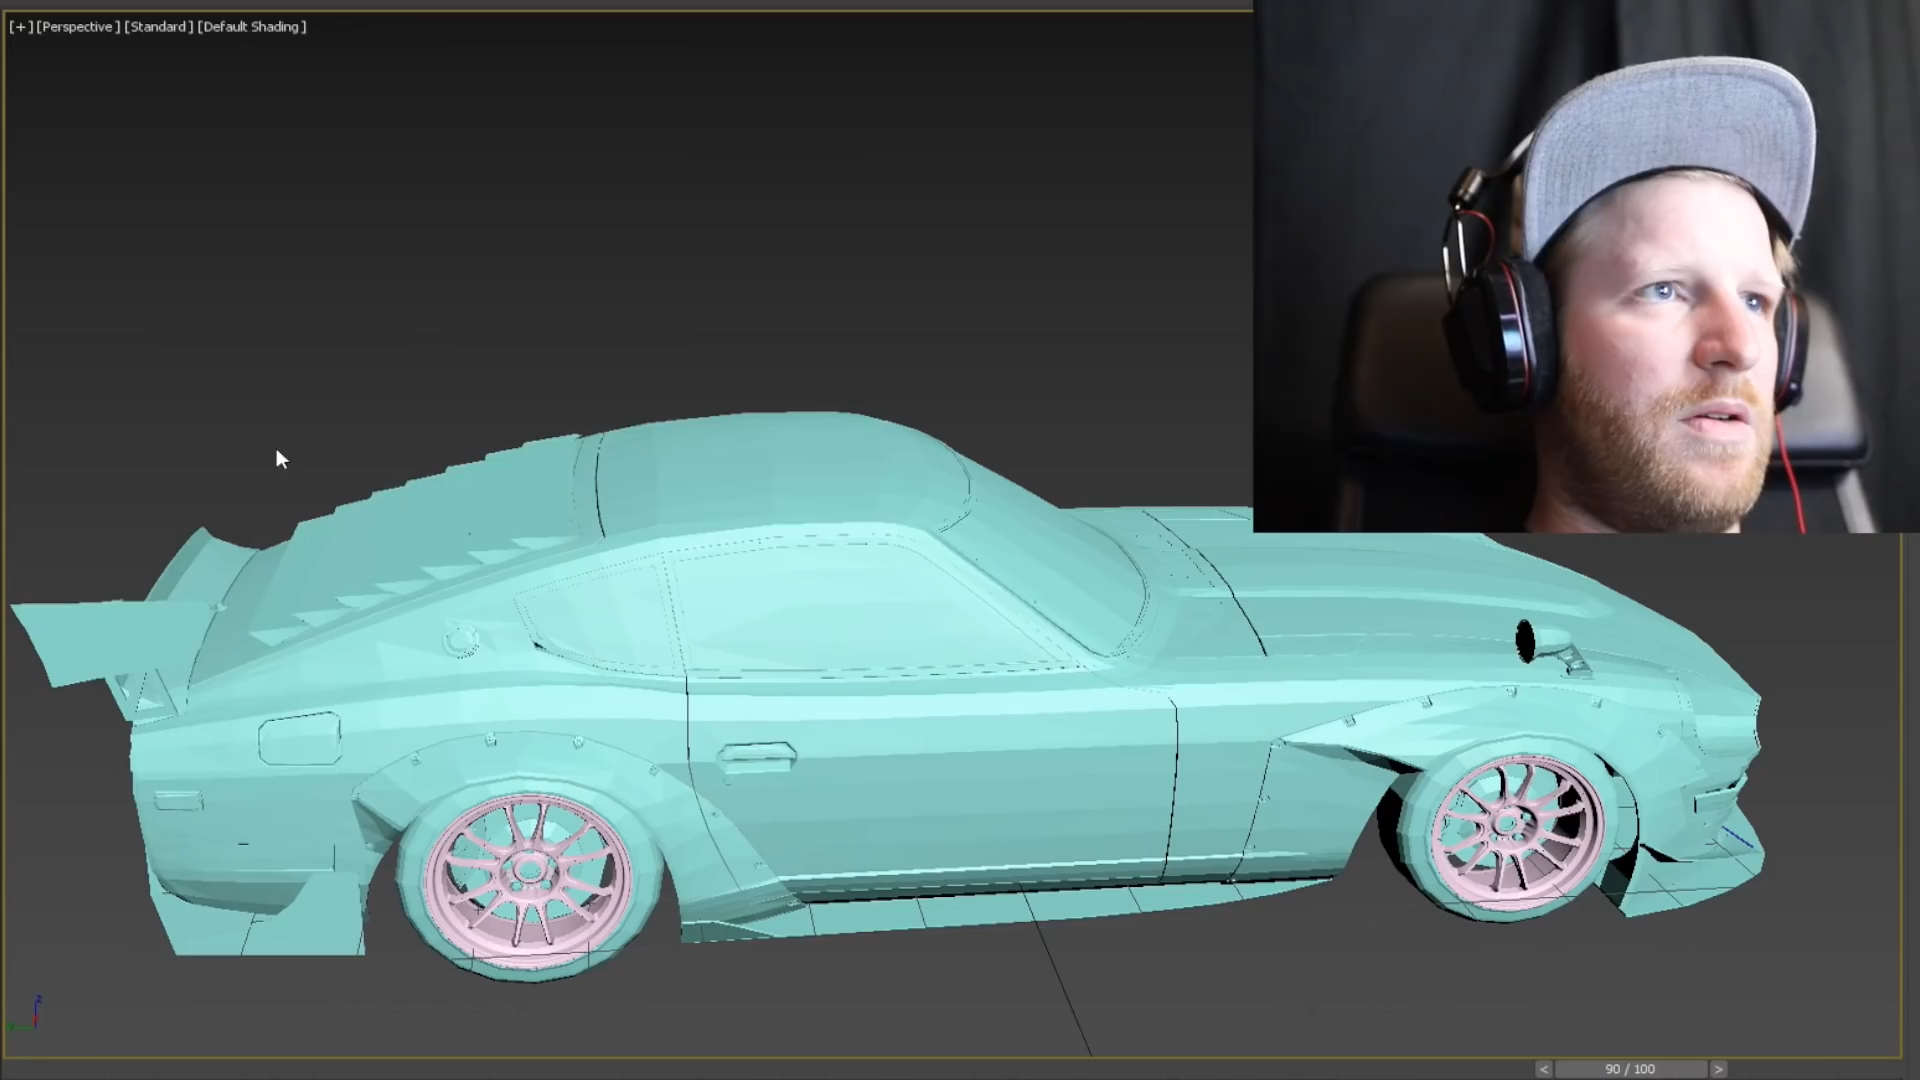 [+] [Perspective ] [Standard ] [Default Shading ]
z
< 90 / 100 >